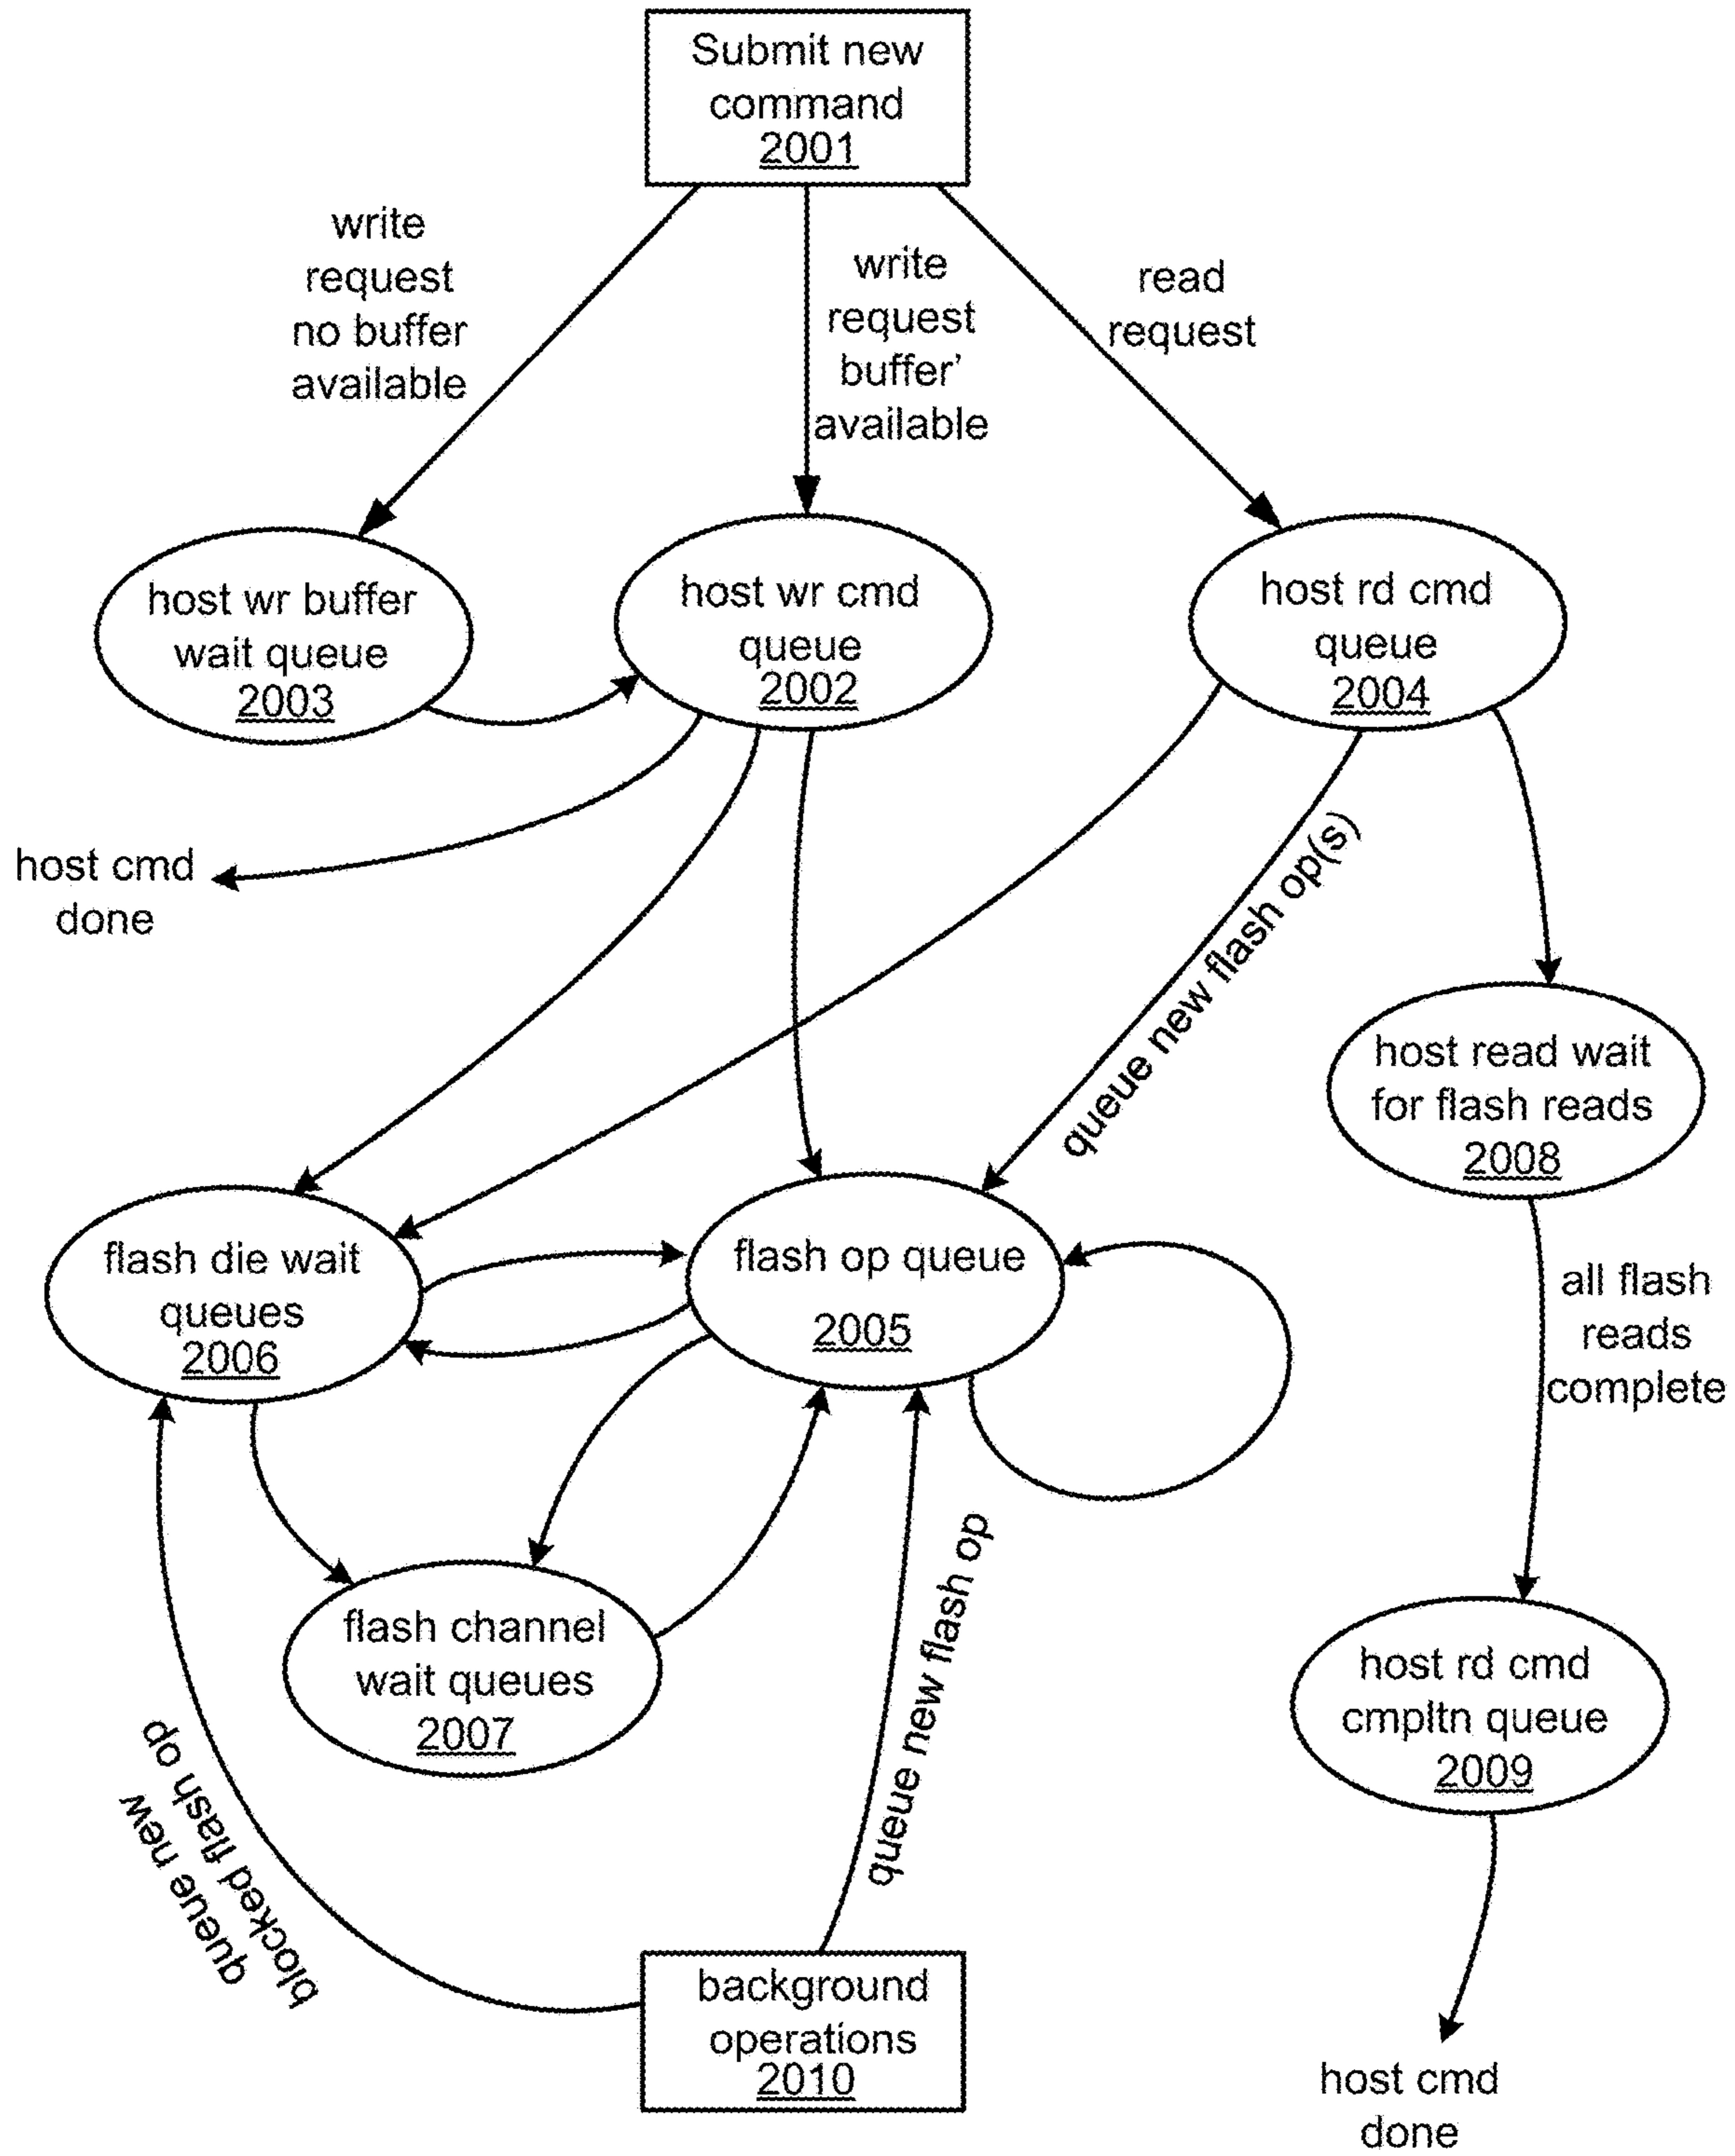 Submit new
command
2001
write
request
no buffer
available
write
request
buffer'
available
read
request
host wr buffer
wait queue
2003
host wr cmd
queue
2002
host rd cmd
queue
2004
host cmd
done
queue new flash op(s)
host read wait
for flash reads
2008
flash die wait
queues
2006
flash op queue
2005
all flash
reads
complete
flash channel
wait queues
2007
queue new flash op
host rd cmd
cmpltn queue
2009
queue new
blocked flash op
background
operations
2010
host cmd
done